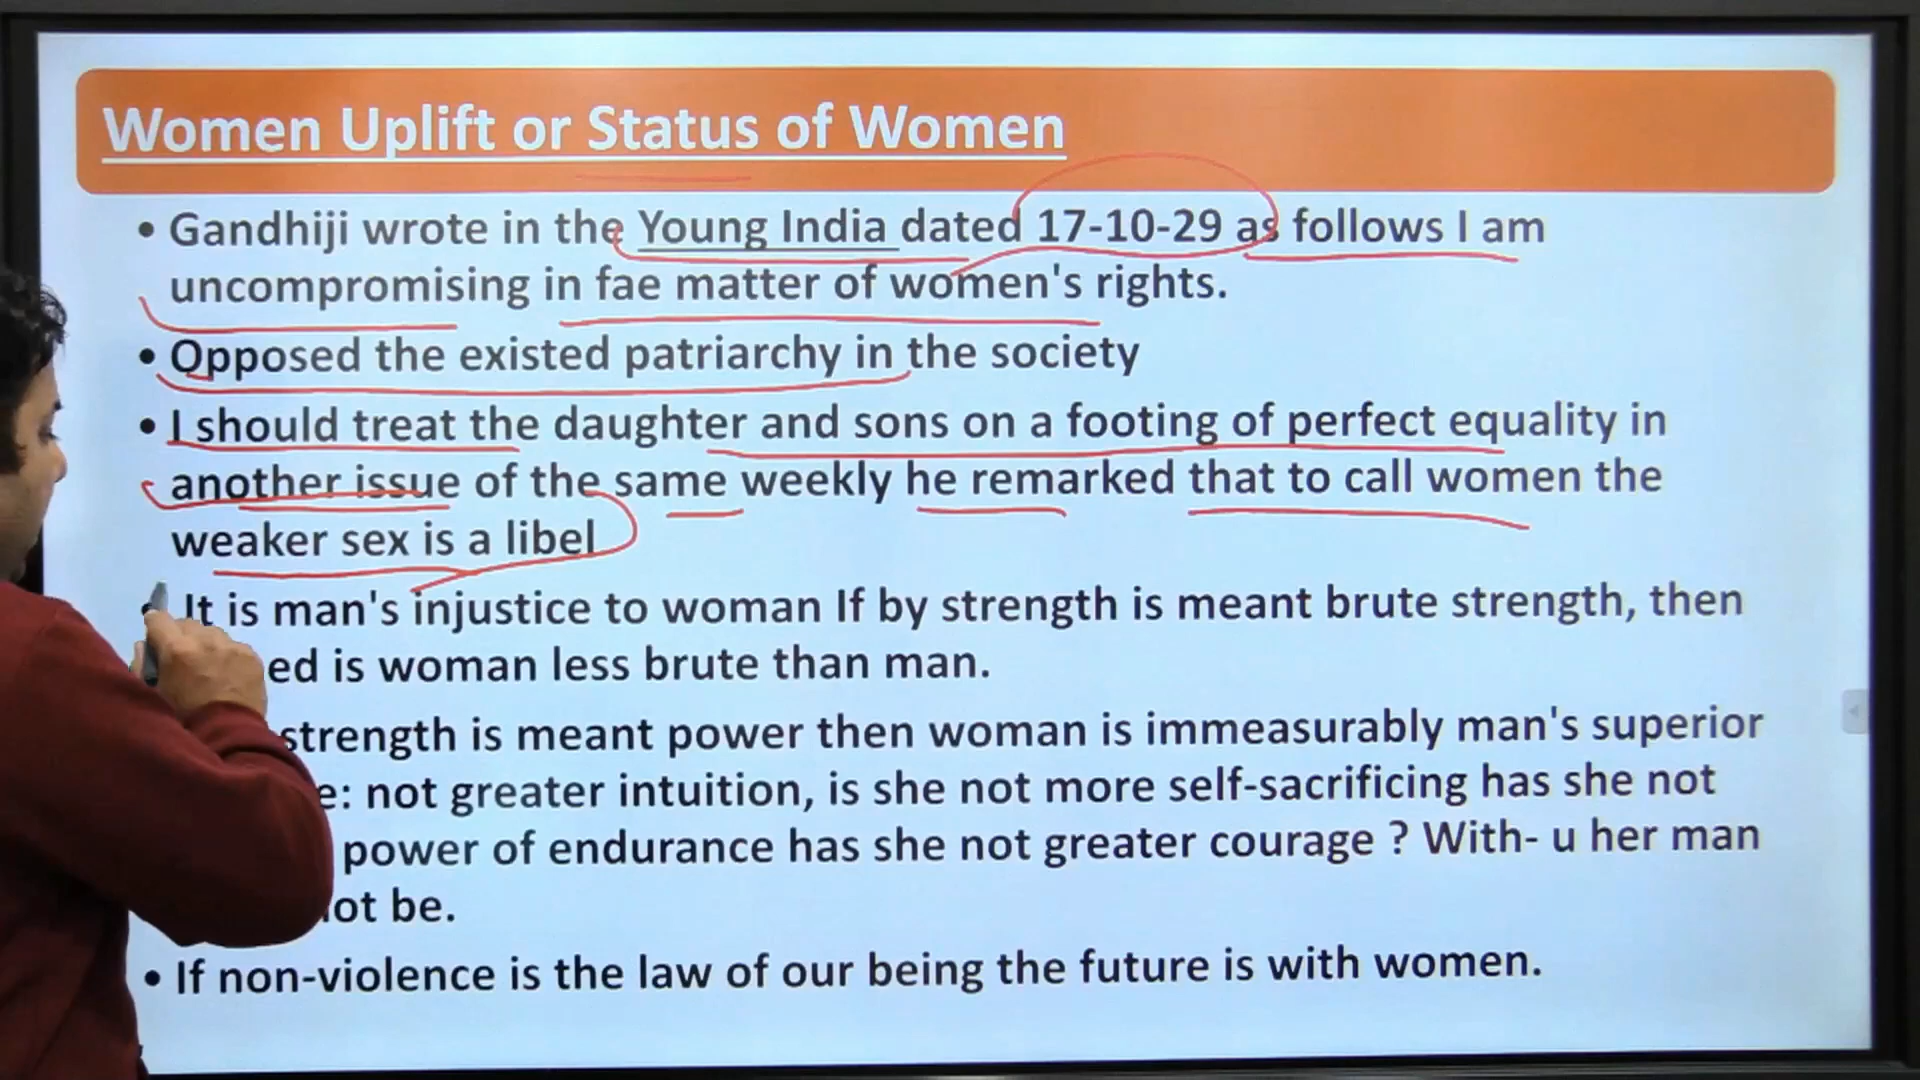 Women Uplift or Status of Women
• Gandhiji wrote in the Young India dated 17-10-29 as follows I am
uncompromising in fae matter of women's rights.
• Opposed the existed patriarchy in the society
• I should treat the daughter and sons on a footing of perfect equality in
another issue of the same weekly he remarked that to call women the
weaker sex is a libel
• It is man's injustice to woman If by strength is meant brute strength, then
ed is woman less brute than man.
strength is meant power then woman is immeasurably man's superior
e: not greater intuition, is she not more self-sacrificing has she not
power of endurance has she not greater courage ? With- u her man
ot be.
• If non-violence is the law of our being the future is with women.